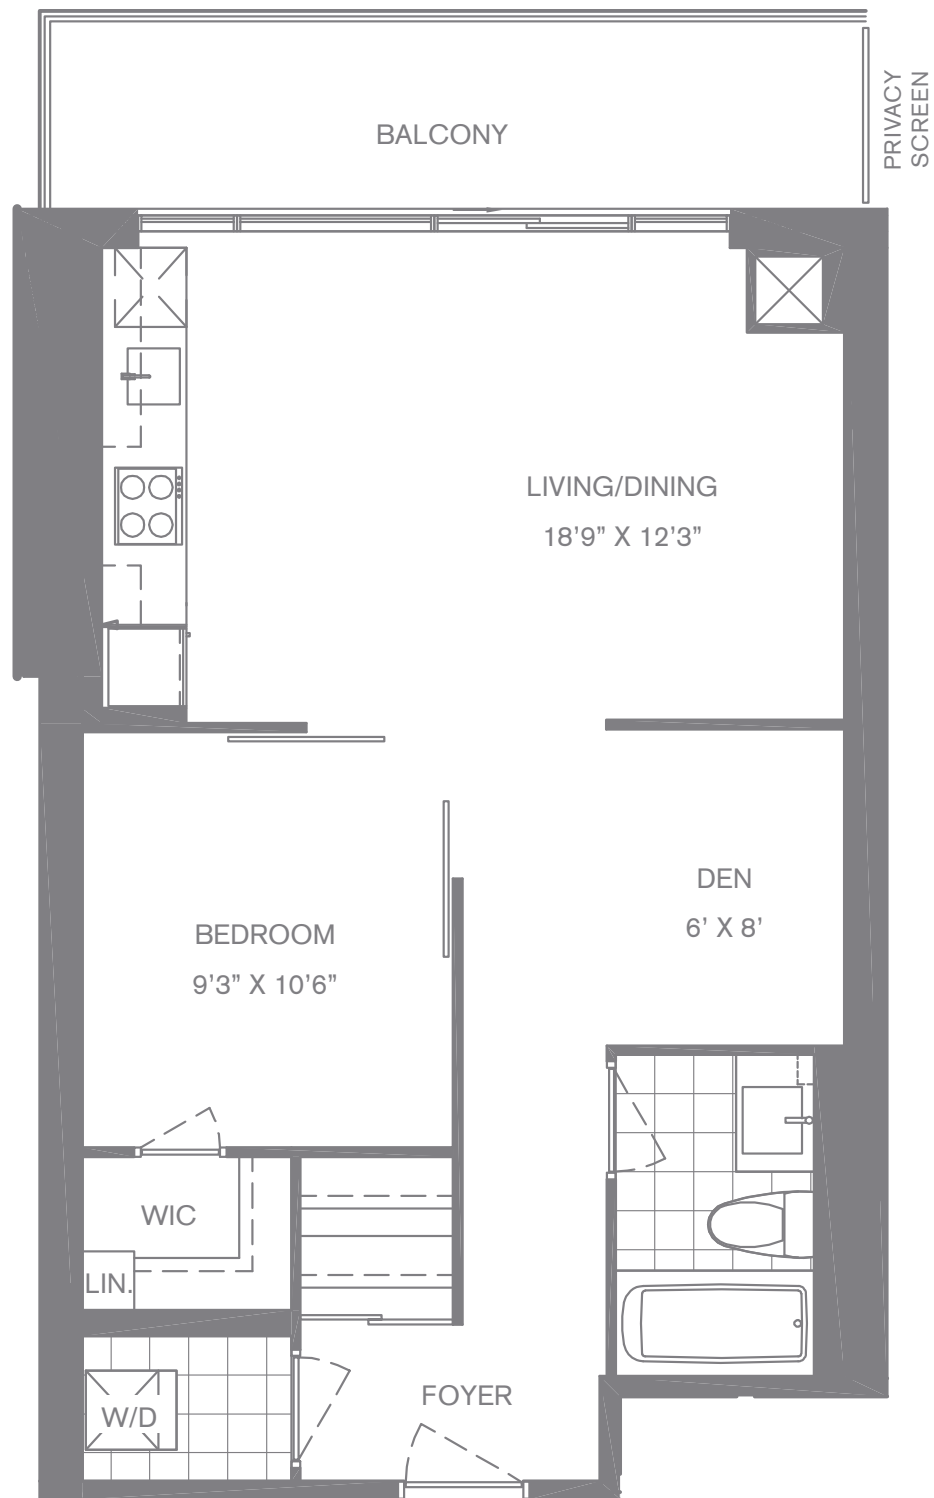 BALCONY
PRIVACY
SCREEN
LIVING/DINING
18'9” X 12'3”
DEN
6' X 8'
BEDROOM
9'3” X 10'6”
WIC
LIN.
FOYER
W/D